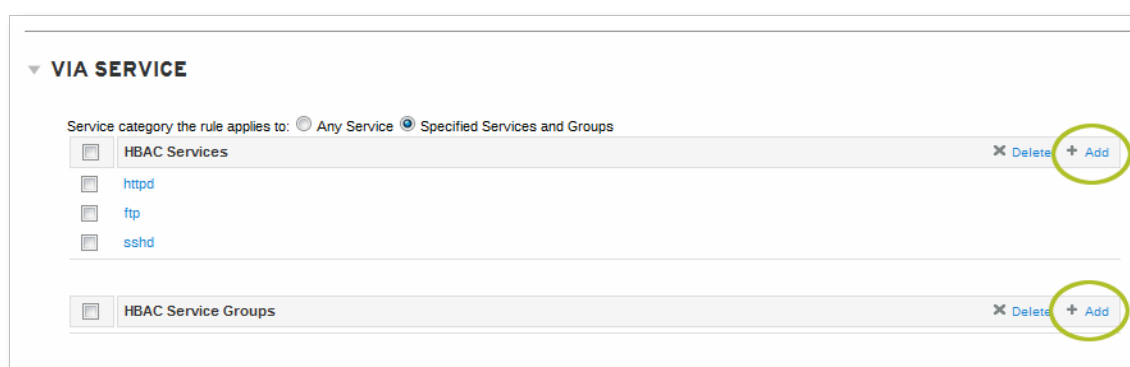 VIA SERVICE
Service category the rule applies to: Any Service Specified Services and Groups
HBAC Services Delete + Add
httpd
ftp
sshd
HBAC Service Groups Delete + Add